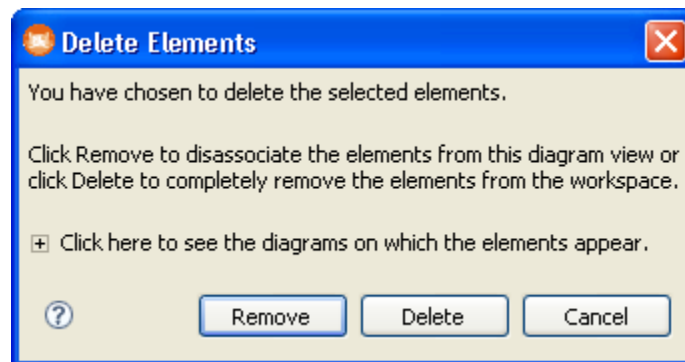 Delete Elements
You have chosen to delete the selected elements.
Click Remove to disassociate the elements from this diagram view or
click Delete to completely remove the elements from the workspace.
Click here to see the diagrams on which the elements appear.
Remove Delete Cancel